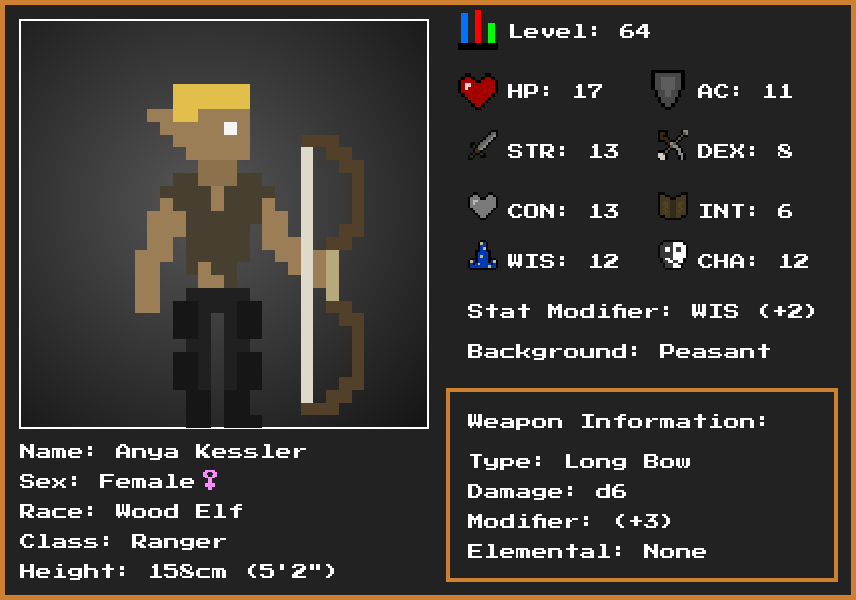 Level: 64
HP: 17 AC: 11
STR: 13 DEX: 8
CON: 13 INT: 6
WIS: 12 CHA: 12
Stat Modifier: WIS (+2)
Background: Peasant
Weapon Information:
Type: Long Bow
Damage: d6
Modifier: (+3)
Elemental: None
Name: Anya Kessler
Sex: Female♀
Race: Wood Elf
Class: Ranger
Height: 158cm (5'2")